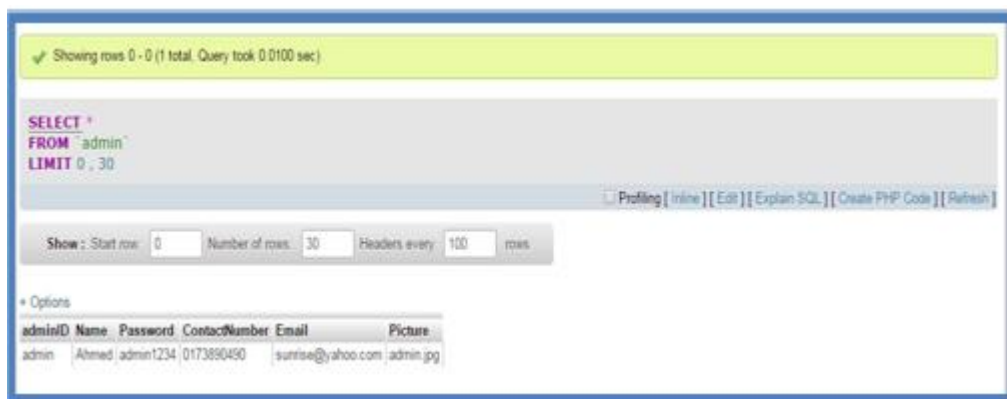 Showing rows 0 - 0 (1 total, Query took 0.0100 sec)
SELECT *
FROM `admin`
LIMIT 0 , 30
Profiling [ Inline ] [ Edit ] [ Explain SQL ] [ Create PHP Code ] [ Refresh ]
Show : Start row: 0 Number of rows: 30 Headers every 100 rows
+ Options
adminID Name Password ContactNumber Email Picture
admin Ahmed admin1234 0173890490 sunrise@yahoo.com admin.jpg